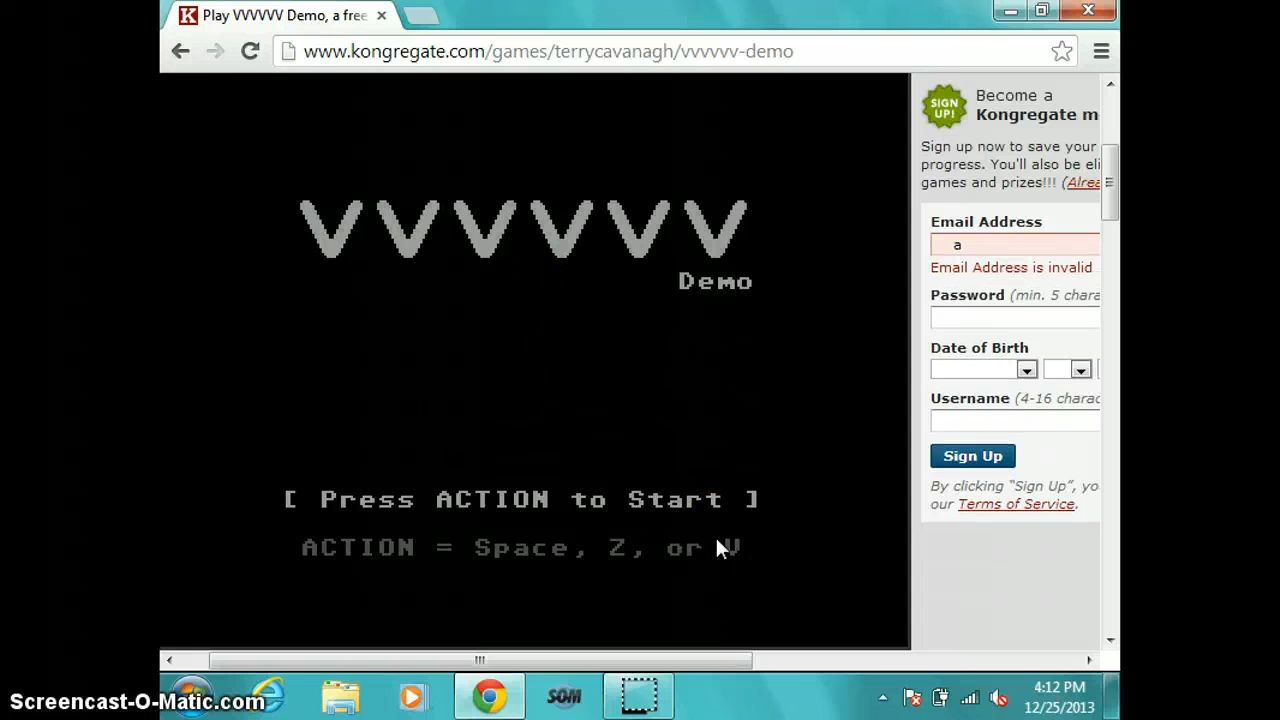 Play VVVVVV Demo, a free
www.kongregate.com/games/terrycavanagh/vvvvvv-demo
VVVVVV
Demo
[ Press ACTION to Start ]
ACTION = Space, Z, or V
SIGN UP!
Become a
Kongregate m
Sign up now to save your
progress. You'll also be eli
games and prizes!!! (Alrea
Email Address
a
Email Address is invalid
Password (min. 5 chara
Date of Birth
Username (4-16 charac
Sign Up
By clicking “Sign Up”, yo
our Terms of Service.
SOM
4:12 PM
12/25/2013
Screencast-O-Matic.com